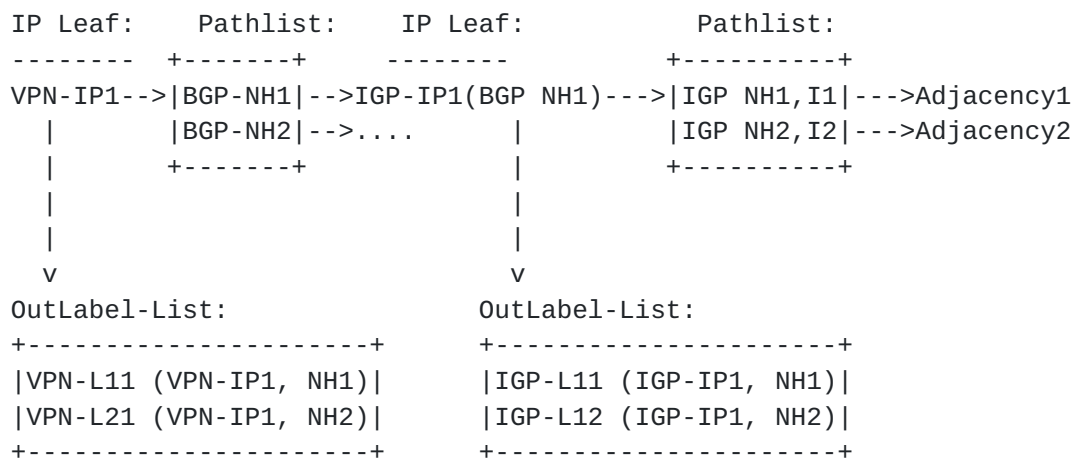 IP Leaf:    Pathlist:    IP Leaf:           Pathlist:
--------  +-------+     --------          +----------+
VPN-IP1-->|BGP-NH1|-->IGP-IP1(BGP NH1)--->|IGP NH1,I1|--->Adjacency1
  |       |BGP-NH2|-->....      |         |IGP NH2,I2|--->Adjacency2
  |       +-------+             |         +----------+
  |                             |
  |                             |
  v                             v
OutLabel-List:                OutLabel-List:
+----------------------+      +----------------------+
|VPN-L11 (VPN-IP1, NH1)|      |IGP-L11 (IGP-IP1, NH1)|
|VPN-L21 (VPN-IP1, NH2)|      |IGP-L12 (IGP-IP1, NH2)|
+----------------------+      +----------------------+